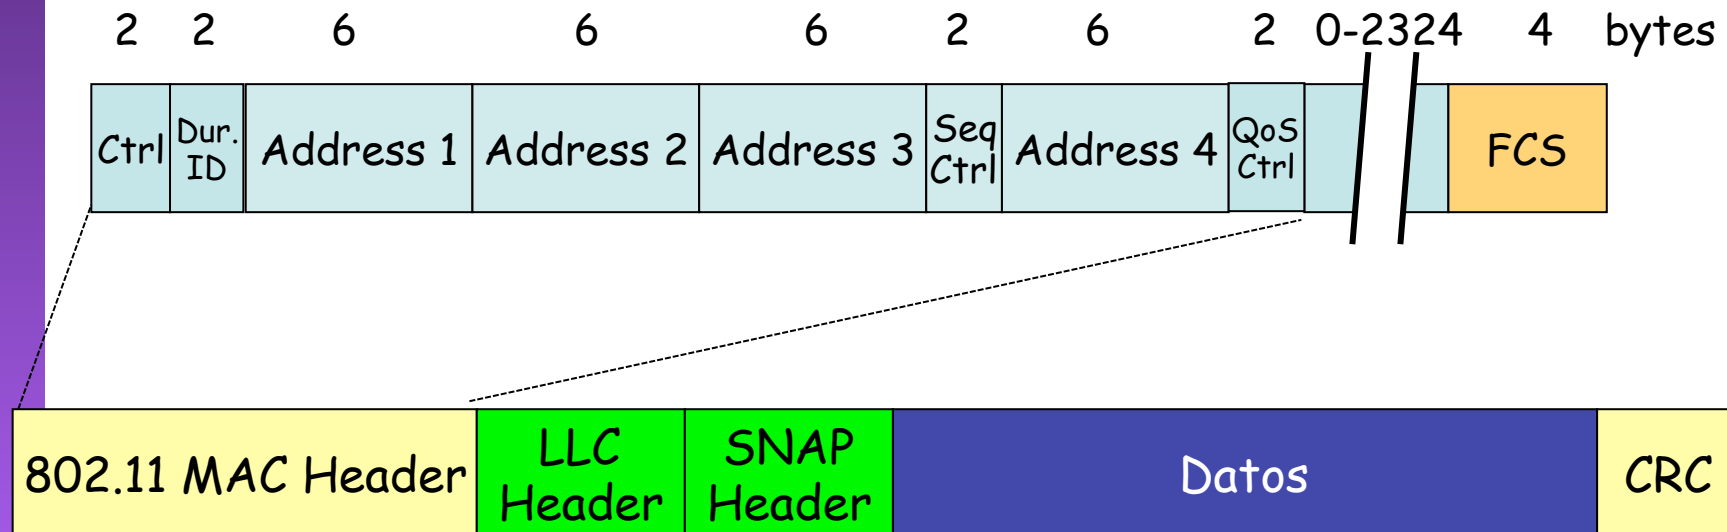 2 2 6 6 6 2 6 2 0-2324 4 bytes
Ctrl Dur. ID Address 1 Address 2 Address 3 Seq Ctrl Address 4 QoS Ctrl FCS
802.11 MAC Header LLC Header SNAP Header Datos CRC